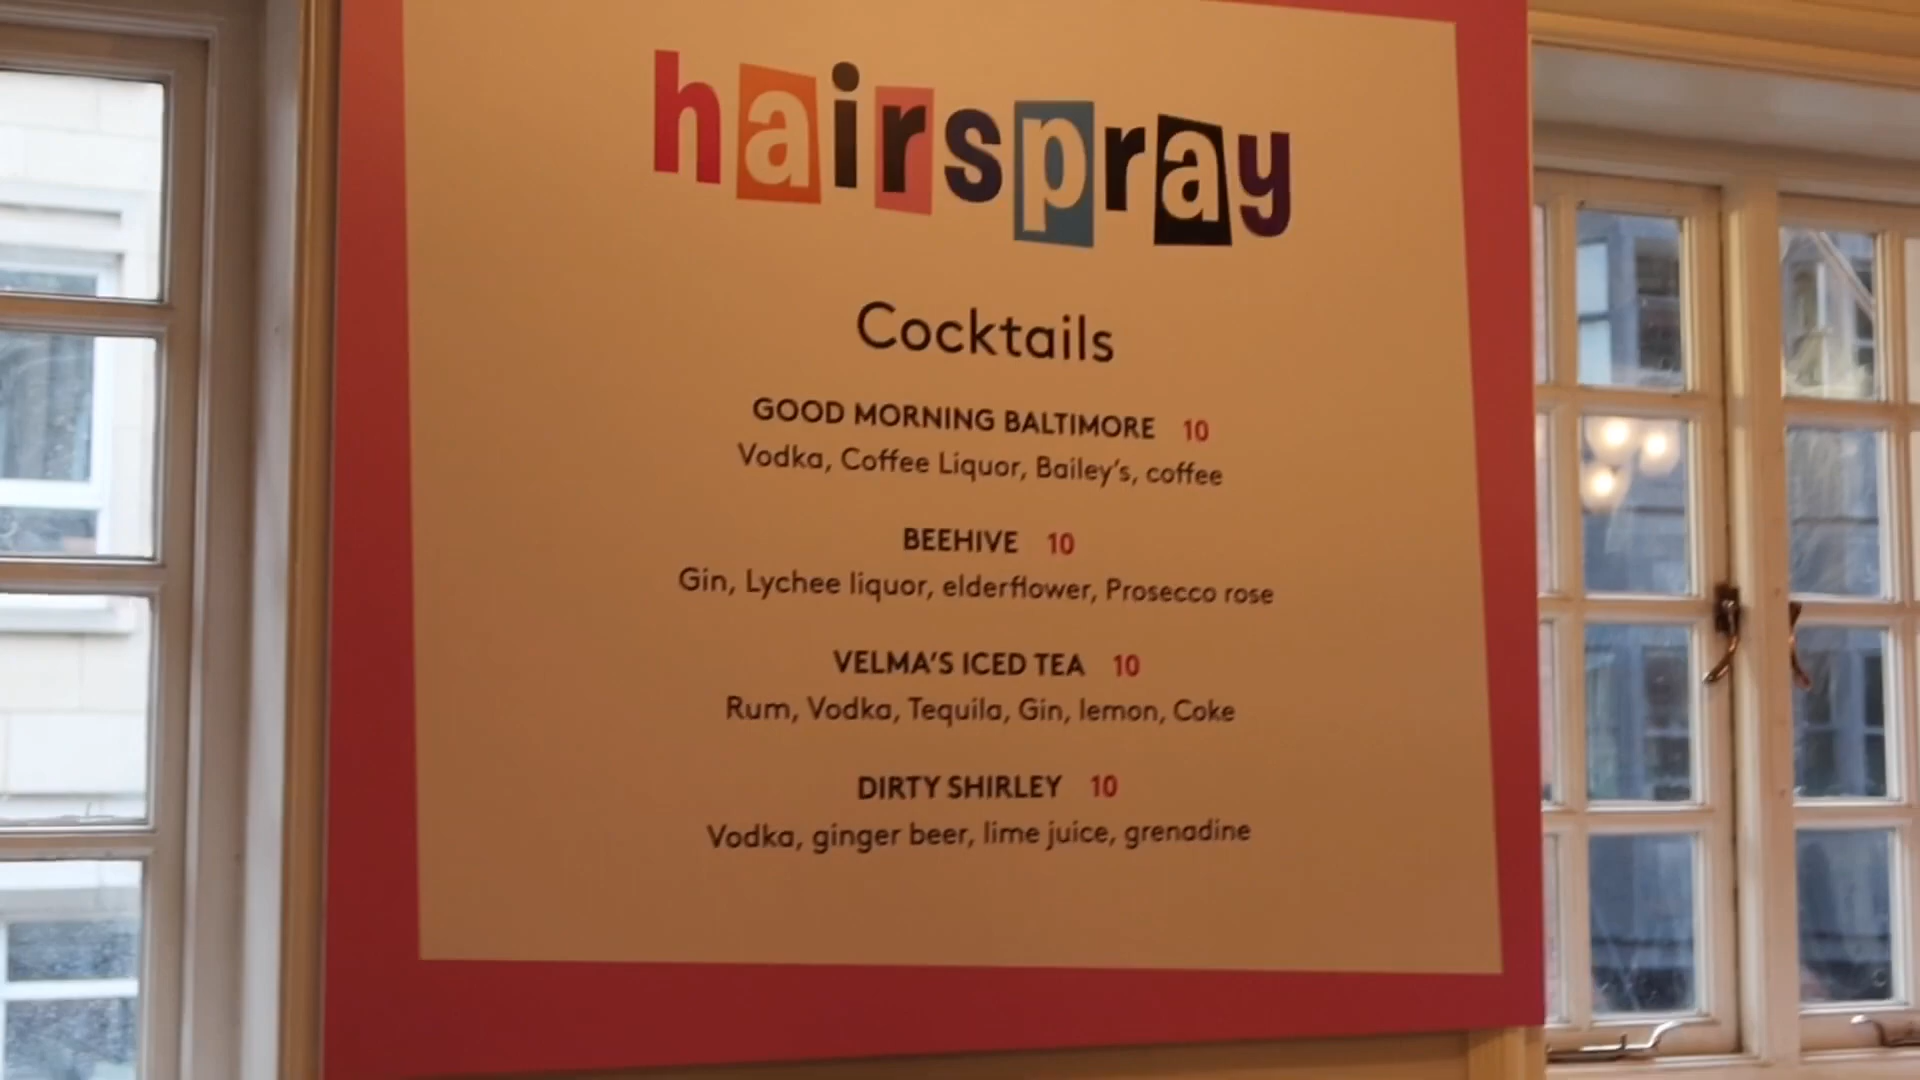 hairspray
Cocktails
GOOD MORNING BALTIMORE 10
Vodka, Coffee Liquor, Bailey's, coffee
BEEHIVE 10
Gin, Lychee liquor, elderflower, Prosecco rose
VELMA'S ICED TEA 10
Rum, Vodka, Tequila, Gin, lemon, Coke
DIRTY SHIRLEY 10
Vodka, ginger beer, lime juice, grenadine